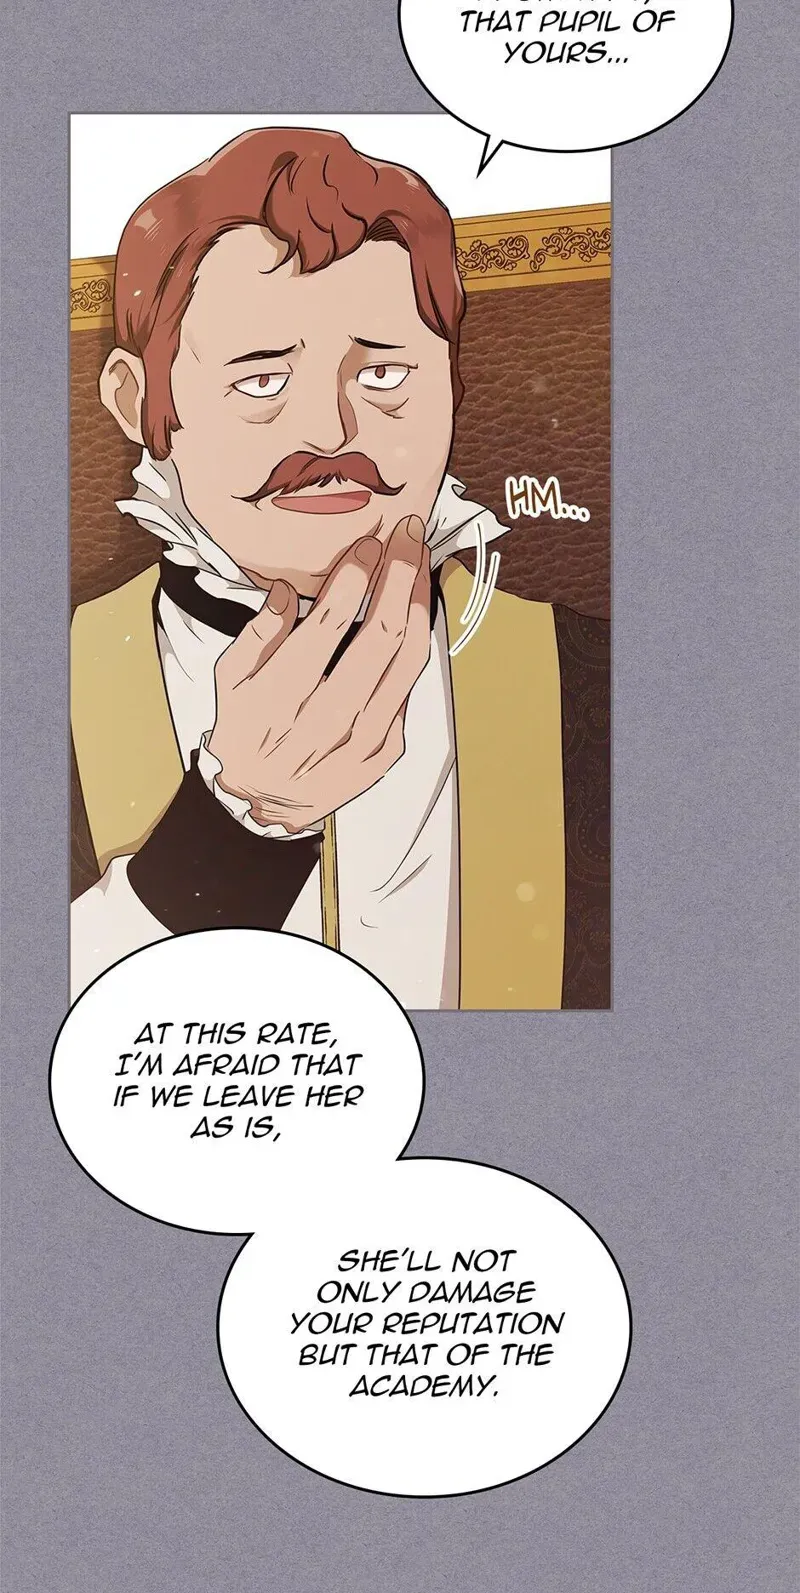 THAT PUPIL OF
YOURS...
HM...
AT THIS RATE,
I'M AFRAID THAT
IF WE LEAVE HER
AS IS,
SHE'LL NOT
ONLY DAMAGE
YOUR REPUTATION
BUT THAT OF THE
ACADEMY.